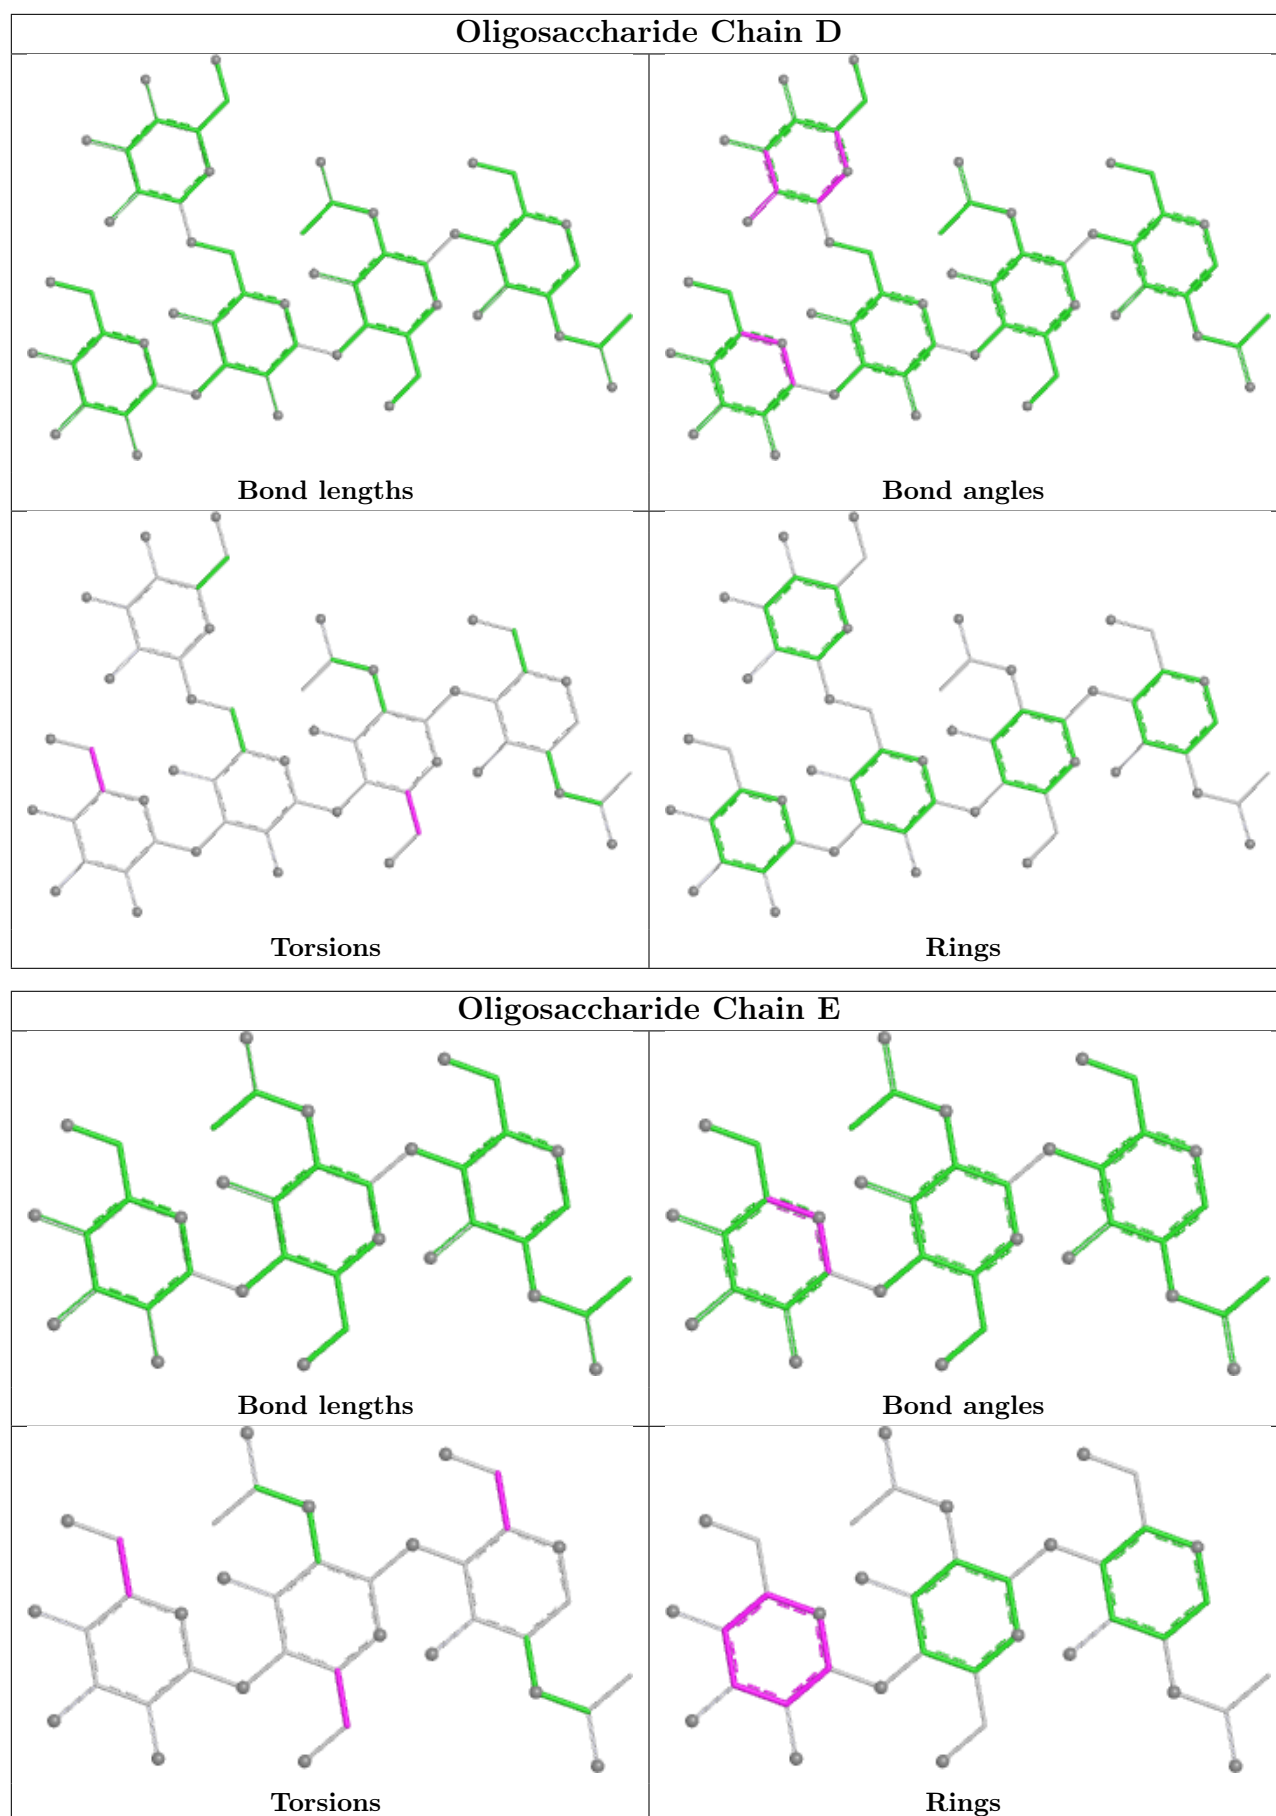 Oligosaccharide Chain D
Bond lengths
Bond angles
Torsions
Rings
Oligosaccharide Chain E
Bond lengths
Bond angles
Torsions
Rings